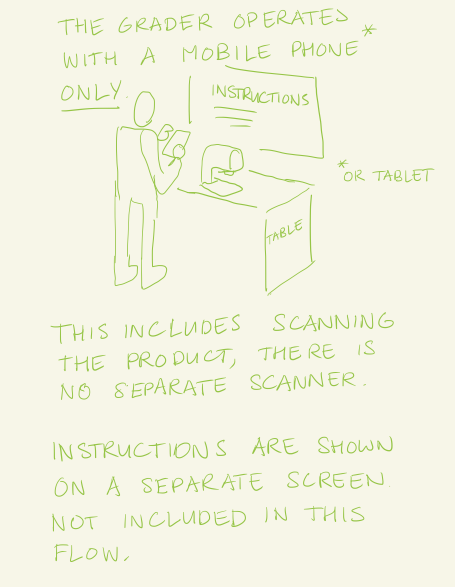 THE GRADER OPERATES
WITH A MOBILE PHONE*
ONLY.
INSTRUCTIONS
*OR TABLET
TABLE
THIS INCLUDES SCANNING
THE PRODUCT, THERE IS
NO SEPARATE SCANNER.
INSTRUCTIONS ARE SHOWN
ON A SEPARATE SCREEN
NOT INCLUDED IN THIS
FLOW.